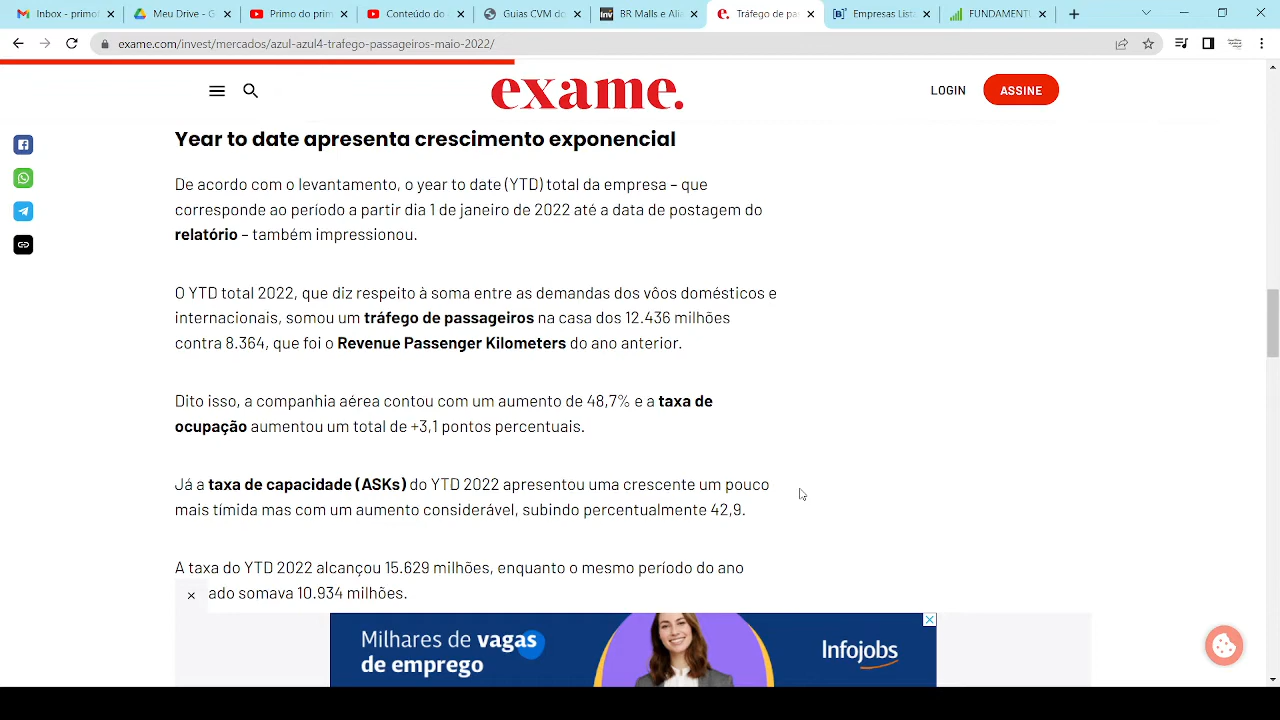 Inbox - primo
Meu Drive - G
Primo do prim
Conteúdo do
Guias CVM do
inv BR Malls e Ali
e. Tráfego de pa
Empresas List
FUNDAMENT
exame.com/invest/mercados/azul-azul4-trafego-passageiros-maio-2022/
exame.
LOGIN
ASSINE
Year to date apresenta crescimento exponencial
De acordo com o levantamento, o year to date (YTD) total da empresa – que
corresponde ao período a partir dia 1 de janeiro de 2022 até a data de postagem do
relatório – também impressionou.
O YTD total 2022, que diz respeito à soma entre as demandas dos vôos domésticos e
internacionais, somou um tráfego de passageiros na casa dos 12.436 milhões
contra 8.364, que foi o Revenue Passenger Kilometers do ano anterior.
Dito isso, a companhia aérea contou com um aumento de 48,7% e a taxa de
ocupação aumentou um total de +3,1 pontos percentuais.
Já a taxa de capacidade (ASKs) do YTD 2022 apresentou uma crescente um pouco
mais tímida mas com um aumento considerável, subindo percentualmente 42,9.
A taxa do YTD 2022 alcançou 15.629 milhões, enquanto o mesmo período do ano
ado somava 10.934 milhões.
Milhares de vagas
de emprego
Infojobs